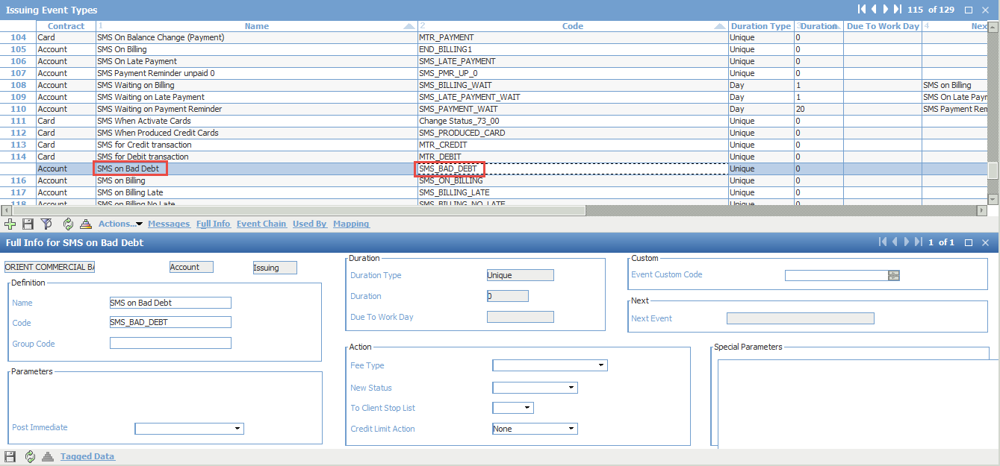 Issuing Event Types 115 of 129
Contract 1 Name 2 Code Duration Type 3 Duration Due To Work Day 4 Nex
104 Card SMS On Balance Change (Payment) MTR_PAYMENT Unique 0
105 Account SMS On Billing END_BILLING1 Unique 0
106 Account SMS On Late Payment SMS_LATE_PAYMENT Unique 0
107 Account SMS Payment Reminder unpaid 0 SMS_PMR_UP_0 Unique 0
108 Account SMS Waiting on Billing SMS_BILLING_WAIT Day 1 SMS on Billing
109 Account SMS Waiting on Late Payment SMS_LATE_PAYMENT_WAIT Day 1 SMS On Late Payr
110 Account SMS Waiting on Payment Reminder SMS_PAYMENT_WAIT Day 20 SMS Payment Rem
111 Card SMS When Activate Cards Change Status_73_00 Unique 0
112 Card SMS When Produced Credit Cards SMS_PRODUCED_CARD Unique 0
113 Card SMS for Credit transaction MTR_CREDIT Unique 0
114 Card SMS for Debit transaction MTR_DEBIT Unique 0
Account SMS on Bad Debt SMS_BAD_DEBT Unique 0
116 Account SMS on Billing SMS_ON_BILLING Unique 0
117 Account SMS on Billing Late SMS_BILLING_LATE Unique 0
118 Account SMS on Billing No Late SMS_BILLING_NO_LATE Unique 0
Actions... Messages Full Info Event Chain Used By Mapping
Full Info for SMS on Bad Debt 1 of 1
ORIENT COMMERCIAL BA Account Issuing
Definition
Name SMS on Bad Debt
Code SMS_BAD_DEBT
Group Code
Parameters
Post Immediate
Duration
Duration Type Unique
Duration 0
Due To Work Day
Action
Fee Type
New Status
To Client Stop List
Credit Limit Action None
Custom
Event Custom Code
Next
Next Event
Special Parameters
Tagged Data